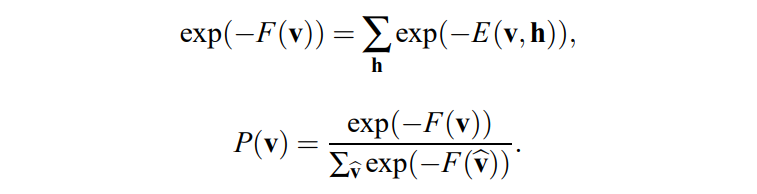 exp(−F(𝐯)) = ∑_𝐡 exp(−E(𝐯, 𝐡)),
P(𝐯) = exp(−F(𝐯)) / ∑_𝐯̂ exp(−F(𝐯̂)).